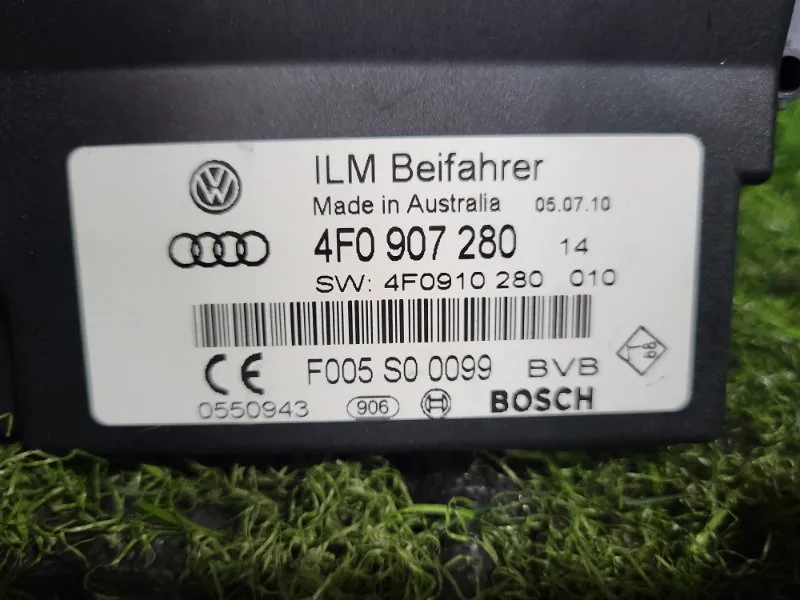 ILM Beifahrer
Made in Australia 05.07.10
4F0 907 280 14
SW: 4F0910 280 010
F005 S0 0099 BVB
0550943 906 BOSCH